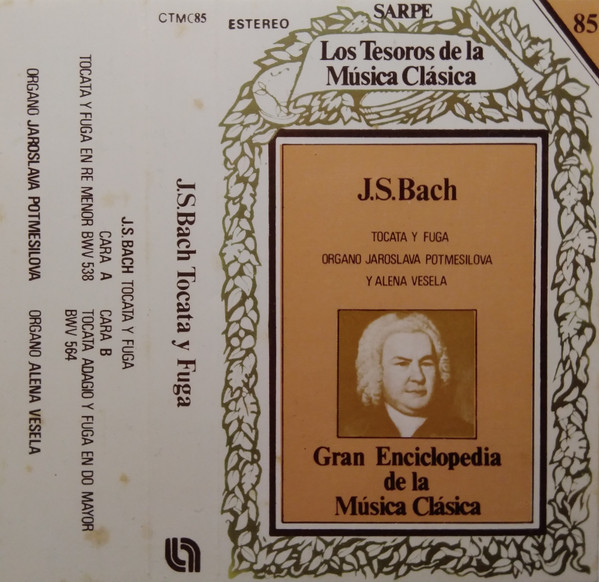 CTMC85
ESTEREO
SARPE
85
Los Tesoros de la
Música Clásica
J.S.Bach
TOCATA Y FUGA
ORGANO JAROSLAVA POTMESILOVA
Y ALENA VESELA
Gran Enciclopedia
de la
Música Clásica
J.S.Bach Tocata y Fuga
J.S.BACH TOCATA Y FUGA
CARA A
TOCATA Y FUGA EN RE MENOR BWV 538
ORGANO JAROSLAVA POTMESILOVA
CARA B
TOCATA ADAGIO Y FUGA EN DO MAYOR
BWV 564
ORGANO ALENA VESELA